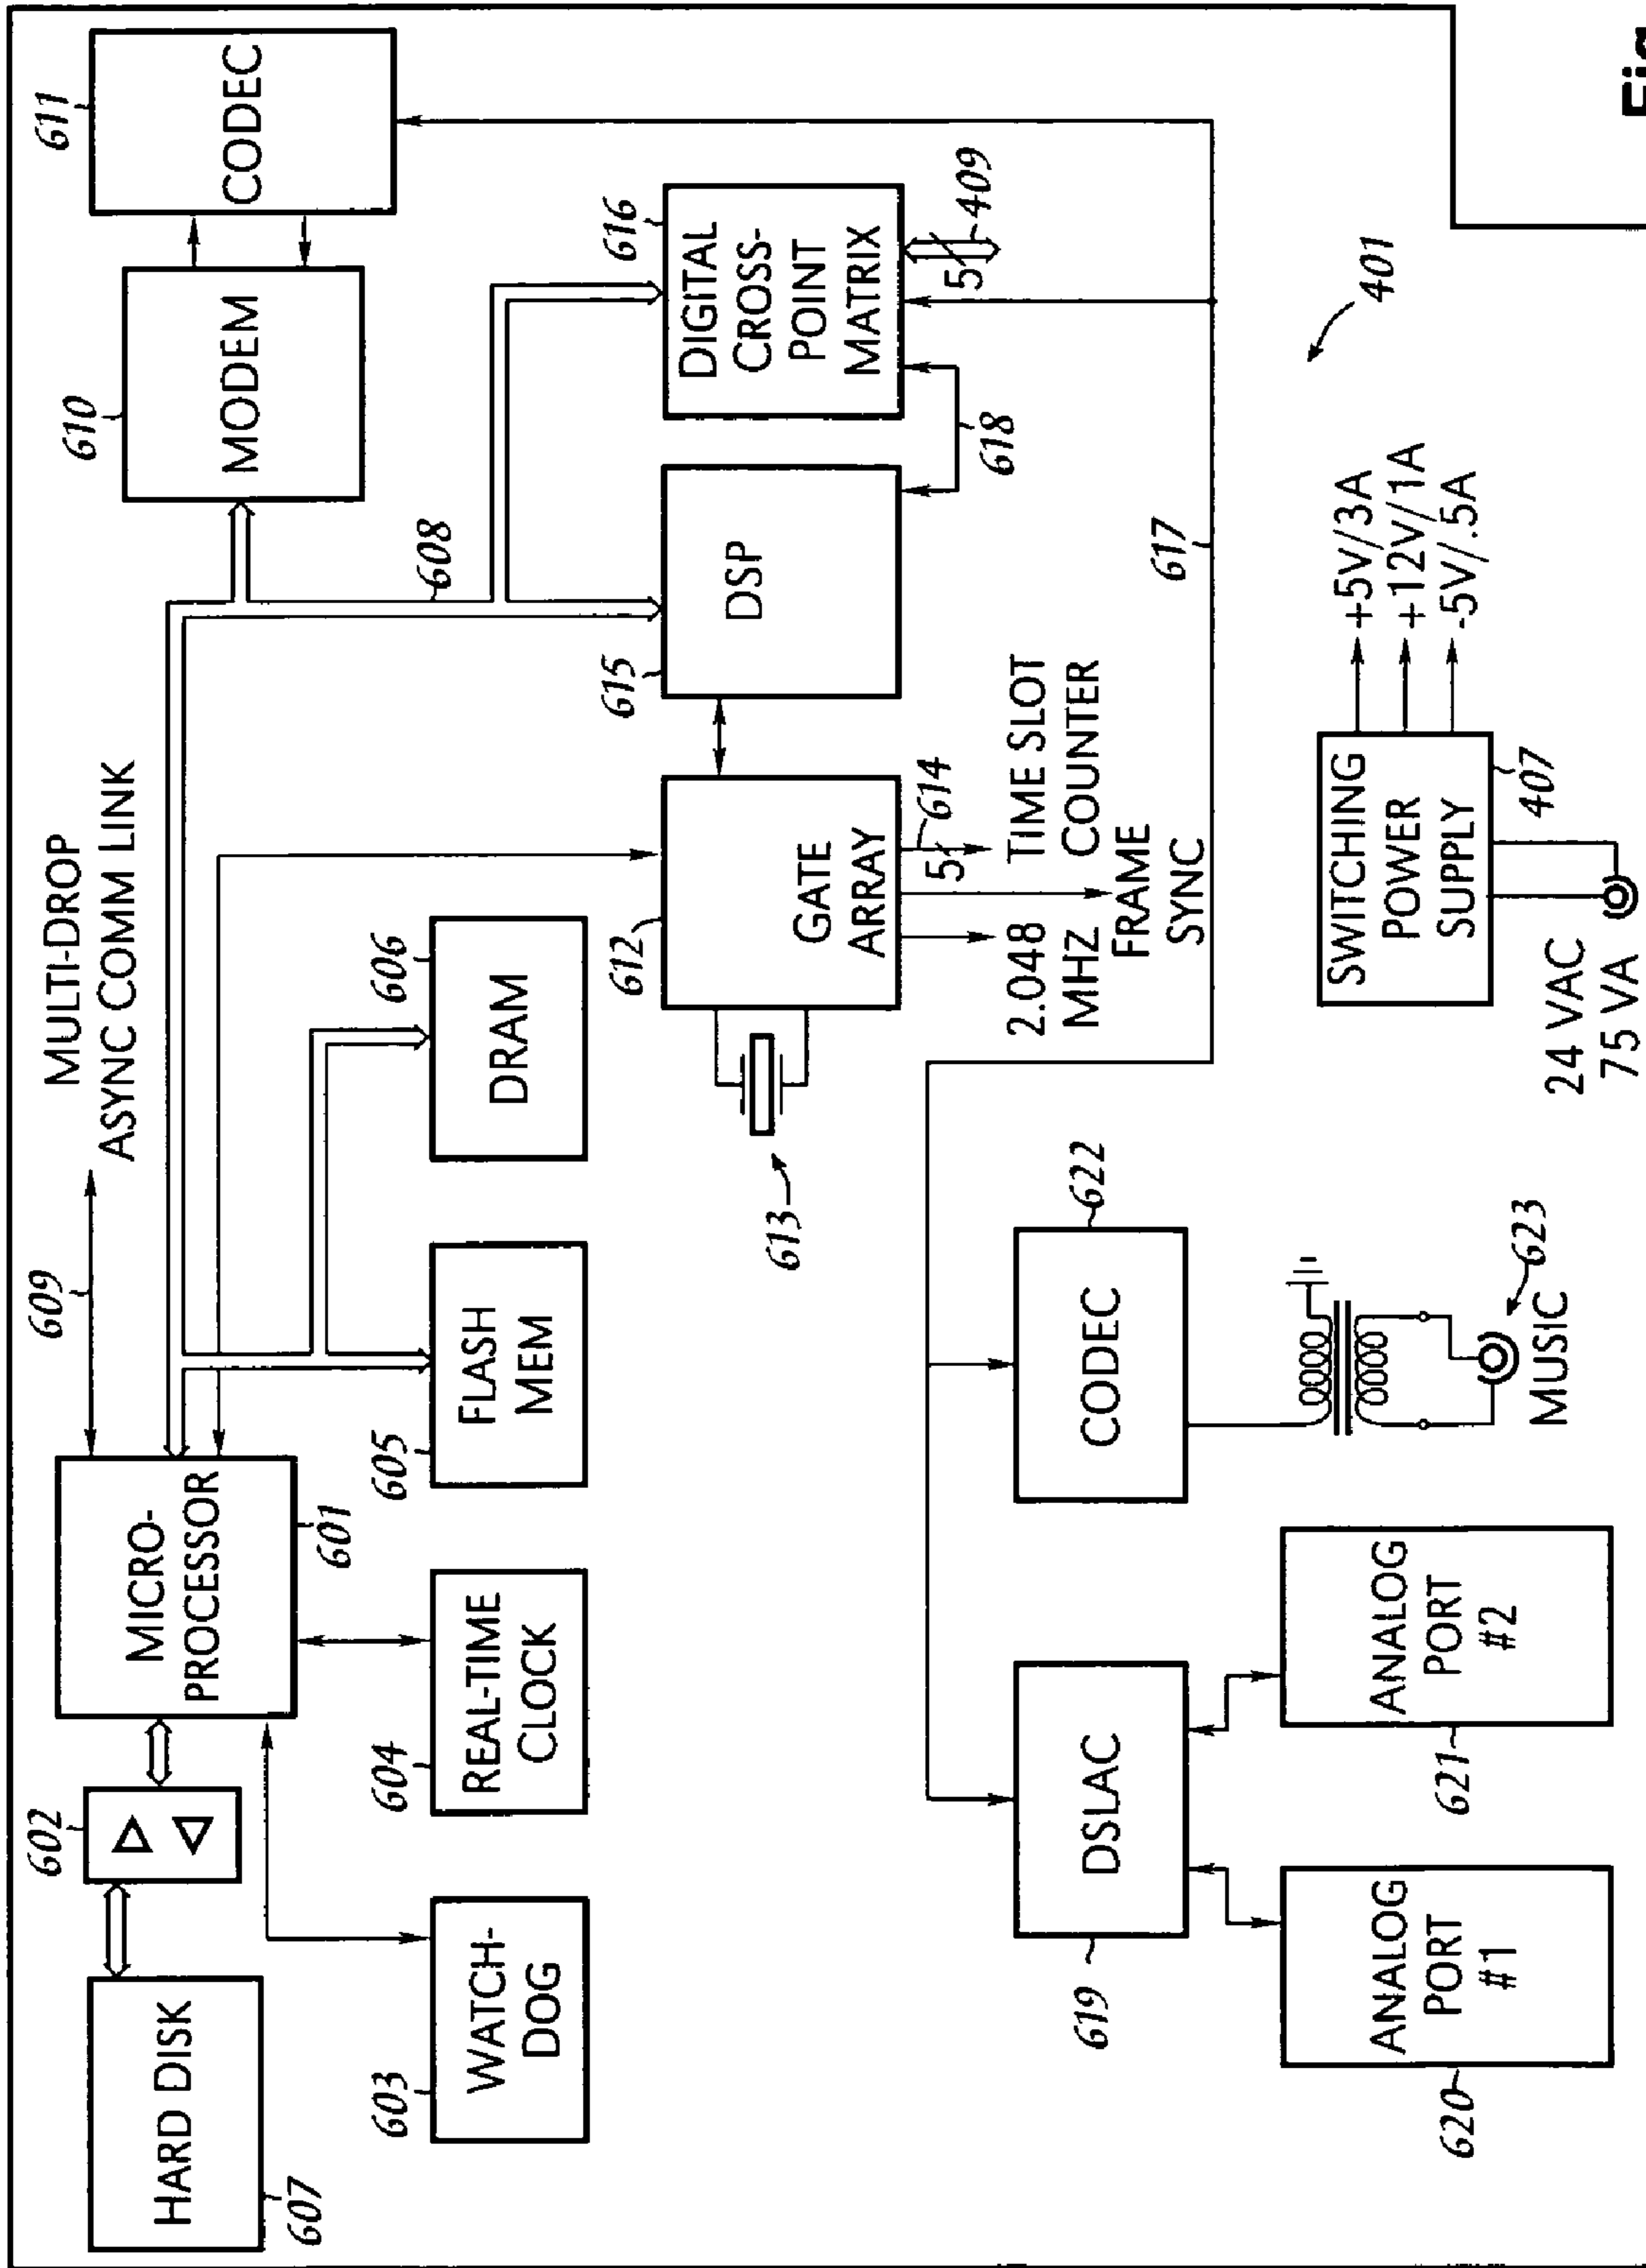 MULTI-DROP
ASYNC COMM LINK
609
602
607
HARD DISK
MICRO-
PROCESSOR
601
610
MODEM
611
CODEC
608
603
WATCH-
DOG
604
REAL-TIME
CLOCK
605
FLASH
MEM
606
DRAM
612
GATE
ARRAY
613
615
DSP
616
DIGITAL
CROSS-
POINT
MATRIX
5
614
5
409
618
2.048
MHZ
TIME SLOT
COUNTER
FRAME
SYNC
617
619
DSLAC
CODEC
622
620
ANALOG
PORT
#1
621
ANALOG
PORT
#2
MUSIC
623
SWITCHING
POWER
SUPPLY
407
+5V/3A
+12V/1A
-5V/.5A
24 VAC
75 VA
401
Fig